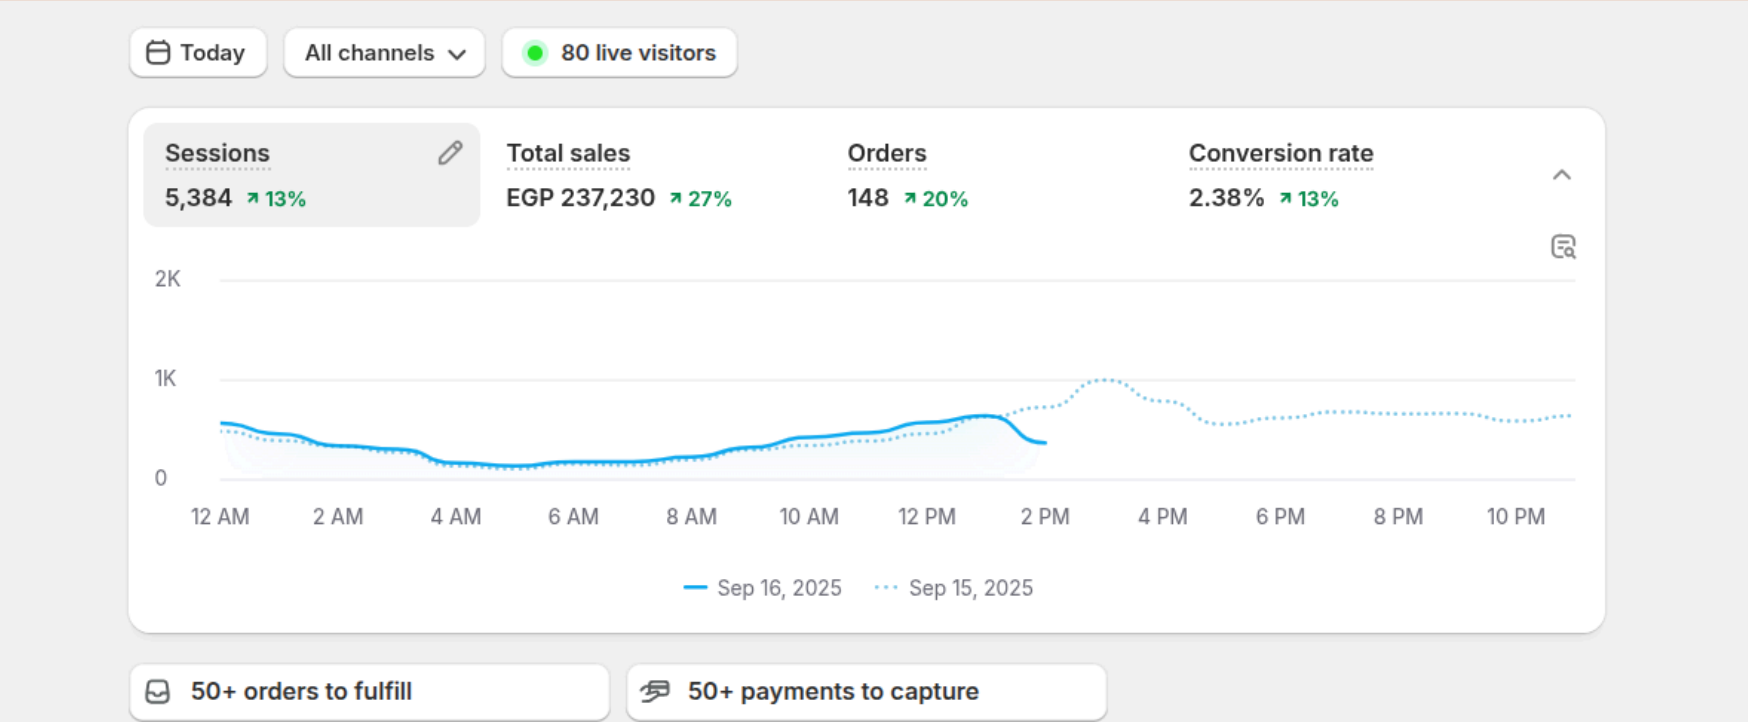 Today All channels 80 live visitors
Sessions Total sales Orders Conversion rate
5,384 13% EGP 237,230 27% 148 20% 2.38% 13%
2K
1K
0
12 AM 2 AM 4 AM 6 AM 8 AM 10 AM 12 PM 2 PM 4 PM 6 PM 8 PM 10 PM
Sep 16, 2025 Sep 15, 2025
50+ orders to fulfill 50+ payments to capture